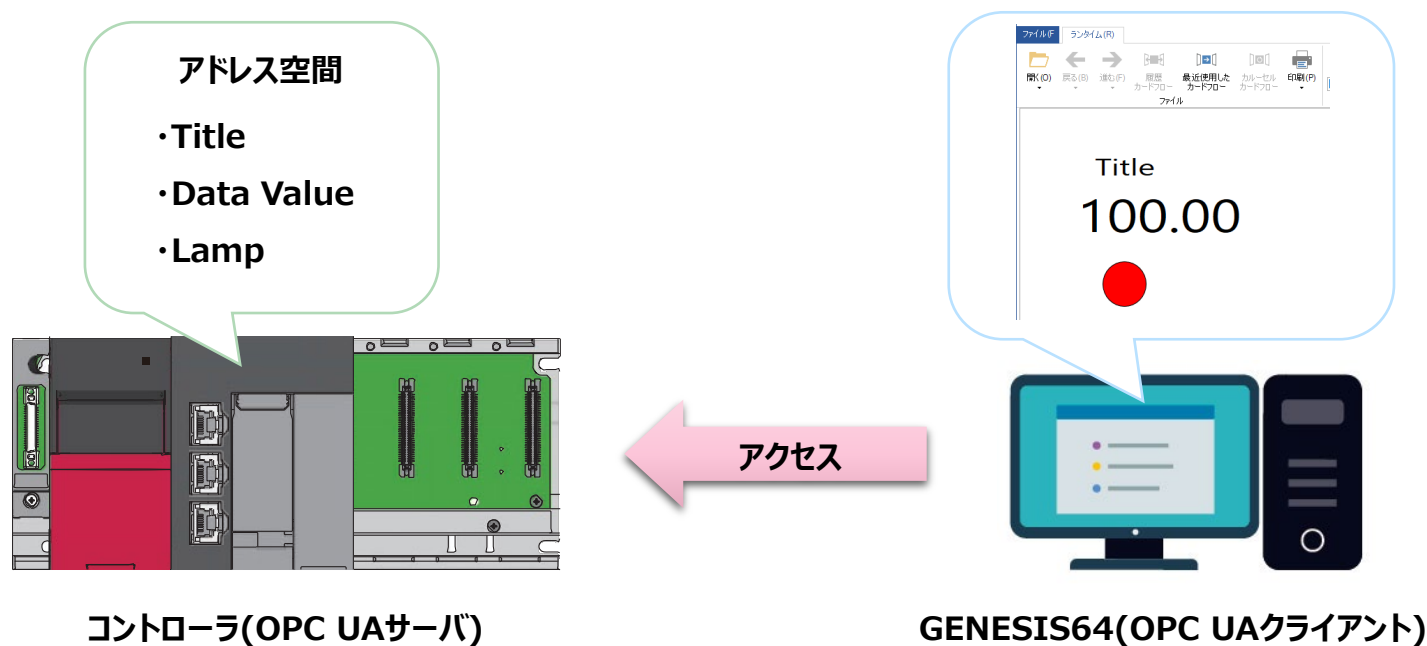 アドレス空間
・Title
・Data Value
・Lamp
ファイル(F
ランタイム(R)
開く(O)
戻る(B)
進む(F)
履歴
カードフロー
最近使用した
カードフロー
カルーセル
カードフロー
印刷(P)
ファイル
Title
100.00
アクセス
コントローラ(OPC UAサーバ)
GENESIS64(OPC UAクライアント)